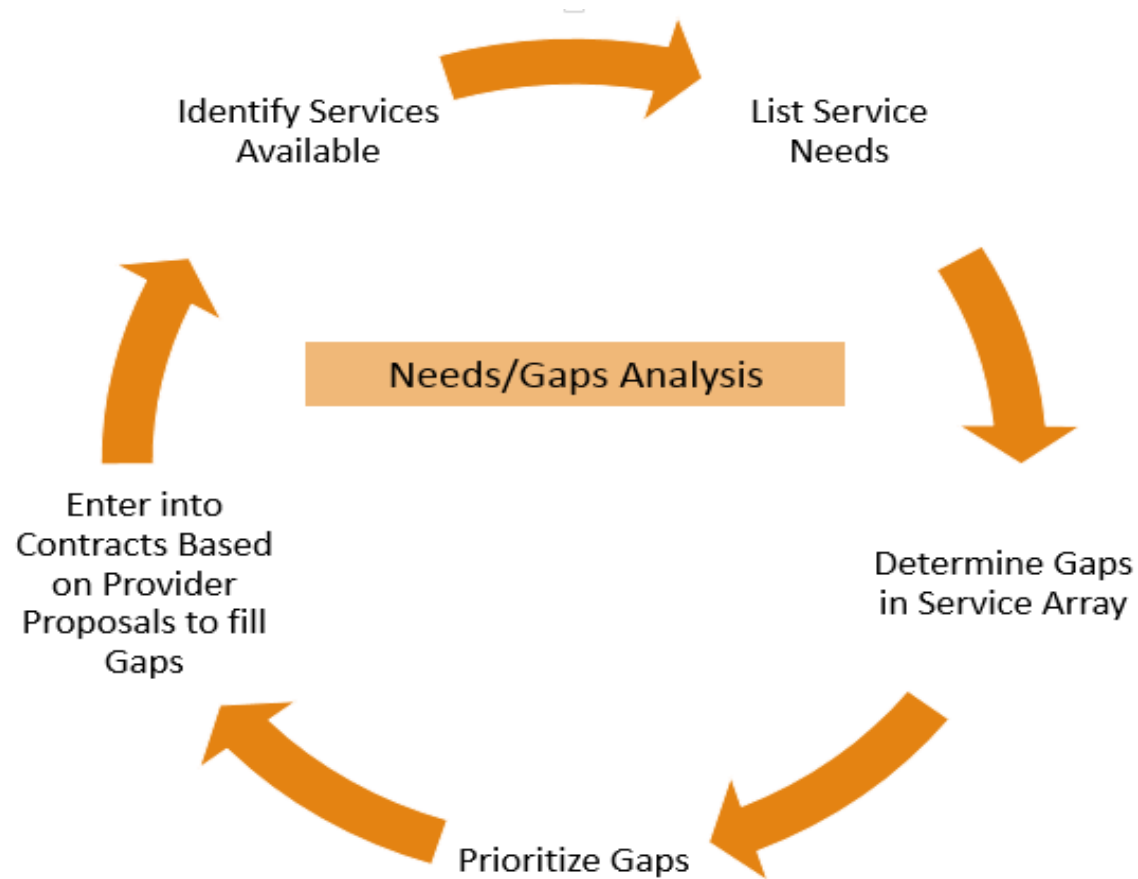 Identify Services
Available
List Service
Needs
Needs/Gaps Analysis
Enter into
Contracts Based
on Provider
Proposals to fill
Gaps
Determine Gaps
in Service Array
Prioritize Gaps